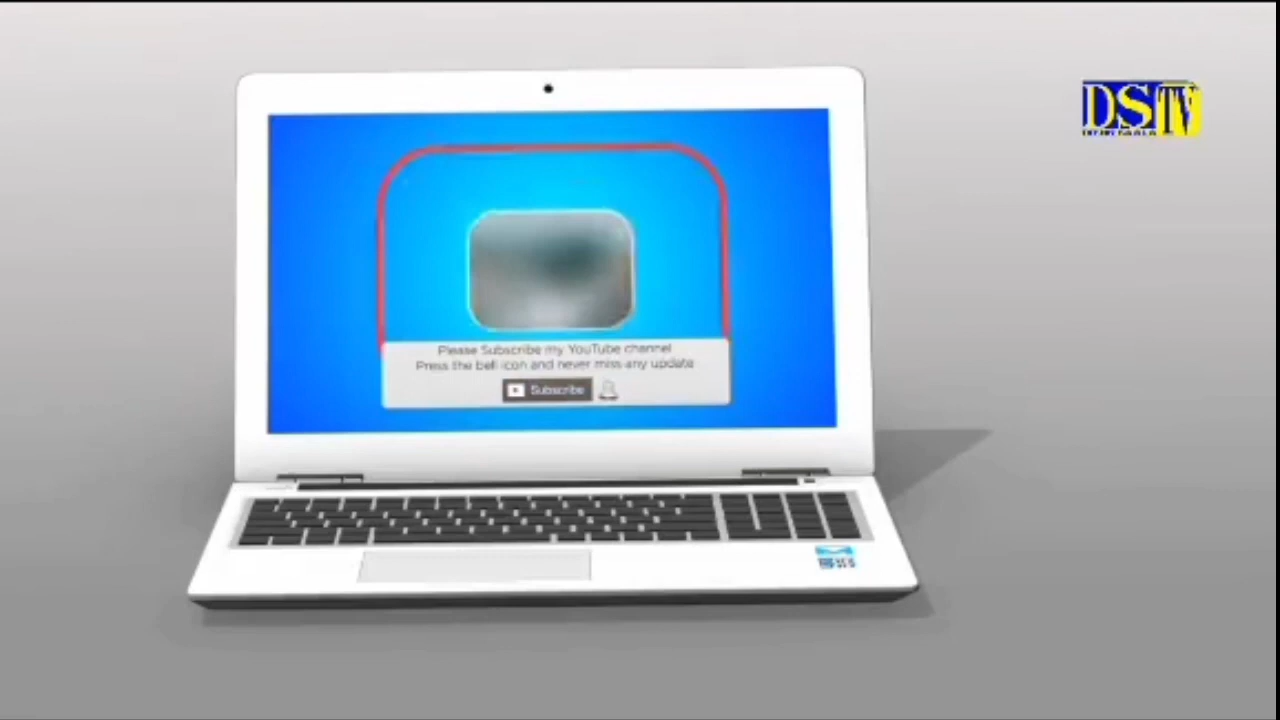 DSTV
Please Subscribe my YouTube channel
Press the bell icon and never miss any update
Subscribe